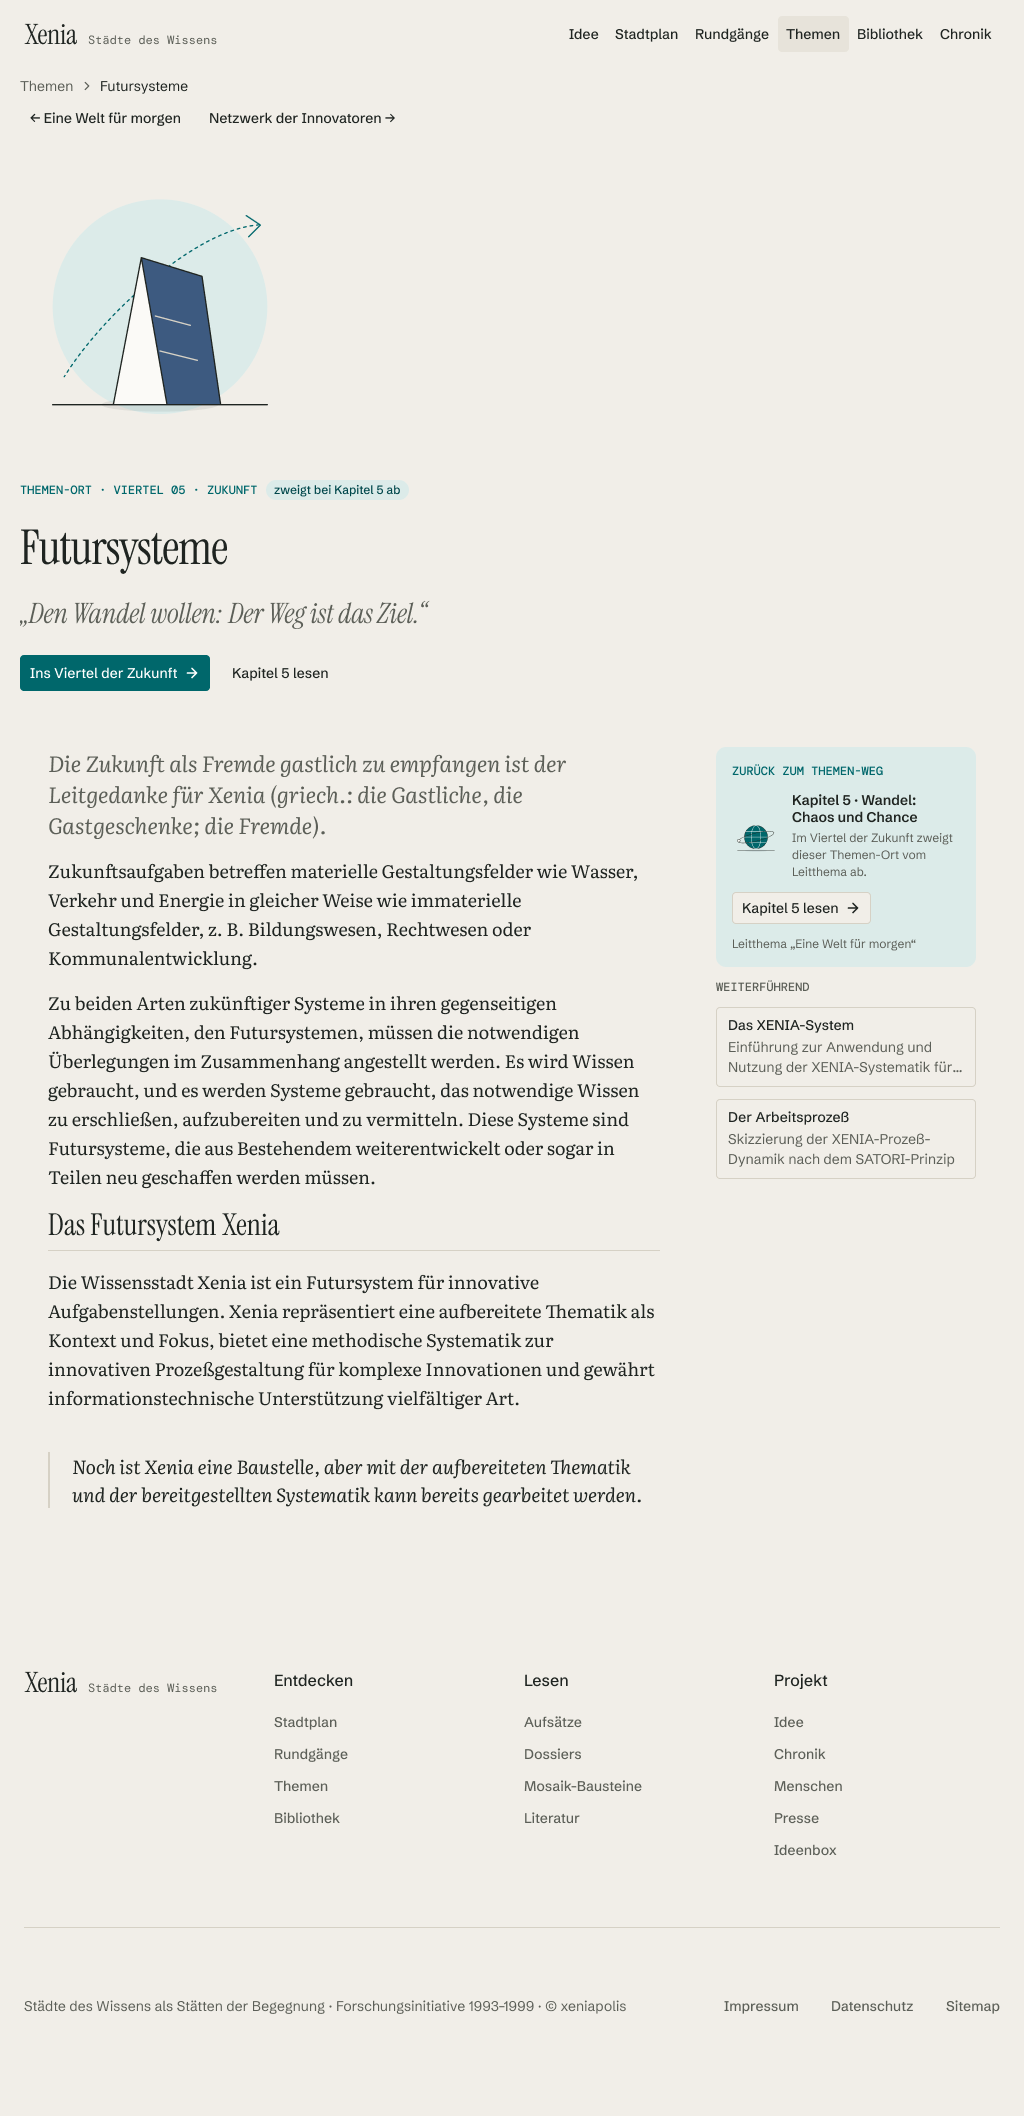 Xenia Städte des Wissens
Idee Stadtplan Rundgänge Themen Bibliothek Chronik
Themen > Futursysteme
← Eine Welt für morgen Netzwerk der Innovatoren →
THEMEN-ORT · VIERTEL 05 · ZUKUNFT zweigt bei Kapitel 5 ab
Futursysteme
„Den Wandel wollen: Der Weg ist das Ziel.“
Ins Viertel der Zukunft → Kapitel 5 lesen
Die Zukunft als Fremde gastlich zu empfangen ist der
Leitgedanke für Xenia (griech.: die Gastliche, die
Gastgeschenke; die Fremde).
Zukunftsaufgaben betreffen materielle Gestaltungsfelder wie Wasser,
Verkehr und Energie in gleicher Weise wie immaterielle
Gestaltungsfelder, z. B. Bildungswesen, Rechtwesen oder
Kommunalentwicklung.
Zu beiden Arten zukünftiger Systeme in ihren gegenseitigen
Abhängigkeiten, den Futursystemen, müssen die notwendigen
Überlegungen im Zusammenhang angestellt werden. Es wird Wissen
gebraucht, und es werden Systeme gebraucht, das notwendige Wissen
zu erschließen, aufzubereiten und zu vermitteln. Diese Systeme sind
Futursysteme, die aus Bestehendem weiterentwickelt oder sogar in
Teilen neu geschaffen werden müssen.
Das Futursystem Xenia
Die Wissensstadt Xenia ist ein Futursystem für innovative
Aufgabenstellungen. Xenia repräsentiert eine aufbereitete Thematik als
Kontext und Fokus, bietet eine methodische Systematik zur
innovativen Prozeßgestaltung für komplexe Innovationen und gewährt
informationstechnische Unterstützung vielfältiger Art.
Noch ist Xenia eine Baustelle, aber mit der aufbereiteten Thematik
und der bereitgestellten Systematik kann bereits gearbeitet werden.
ZURÜCK ZUM THEMEN-WEG
Kapitel 5 · Wandel:
Chaos und Chance
Im Viertel der Zukunft zweigt
dieser Themen-Ort vom
Leitthema ab.
Kapitel 5 lesen →
Leitthema „Eine Welt für morgen“
WEITERFÜHREND
Das XENIA-System
Einführung zur Anwendung und
Nutzung der XENIA-Systematik für...
Der Arbeitsprozeß
Skizzierung der XENIA-Prozeß-
Dynamik nach dem SATORI-Prinzip
Xenia Städte des Wissens
Entdecken
Stadtplan
Rundgänge
Themen
Bibliothek
Lesen
Aufsätze
Dossiers
Mosaik-Bausteine
Literatur
Projekt
Idee
Chronik
Menschen
Presse
Ideenbox
Städte des Wissens als Stätten der Begegnung · Forschungsinitiative 1993–1999 · © xeniapolis
Impressum Datenschutz Sitemap